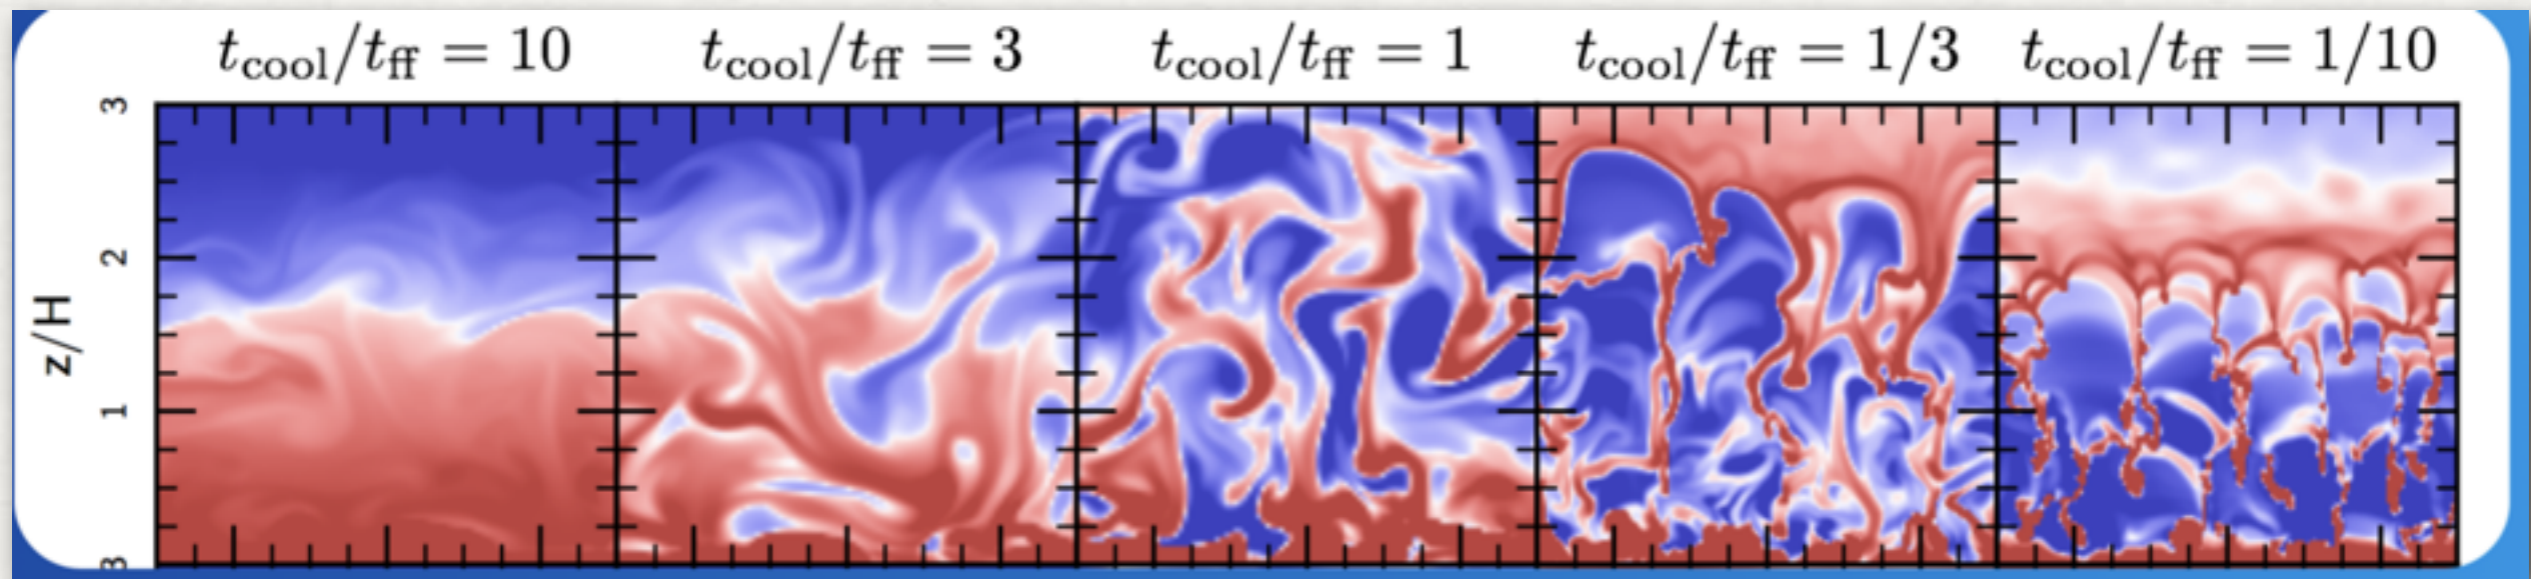 t_cool/t_ff = 10 t_cool/t_ff = 3 t_cool/t_ff = 1 t_cool/t_ff = 1/3 t_cool/t_ff = 1/10
3
2
z/H
1